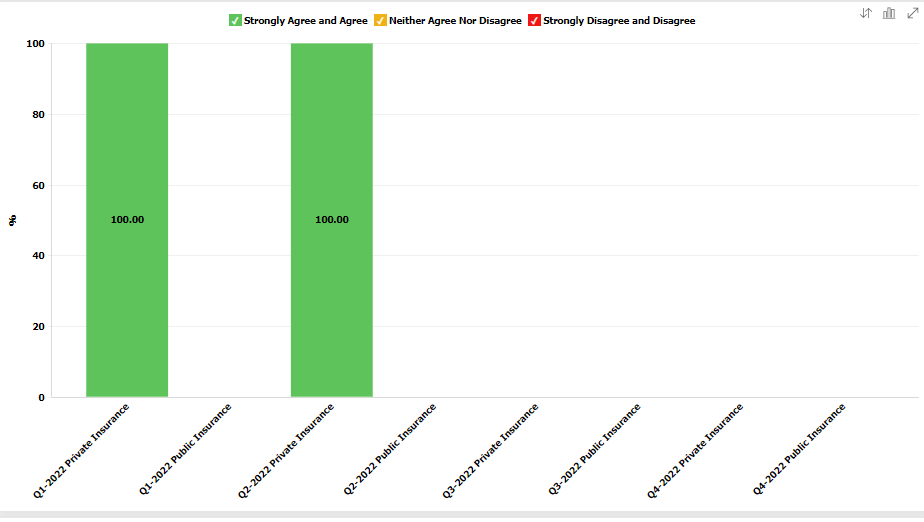 Strongly Agree and Agree Neither Agree Nor Disagree Strongly Disagree and Disagree
100
80
60
40
20
0
%
100.00 100.00
Q1-2022 Private Insurance
Q1-2022 Public Insurance
Q2-2022 Private Insurance
Q2-2022 Public Insurance
Q3-2022 Private Insurance
Q3-2022 Public Insurance
Q4-2022 Private Insurance
Q4-2022 Public Insurance